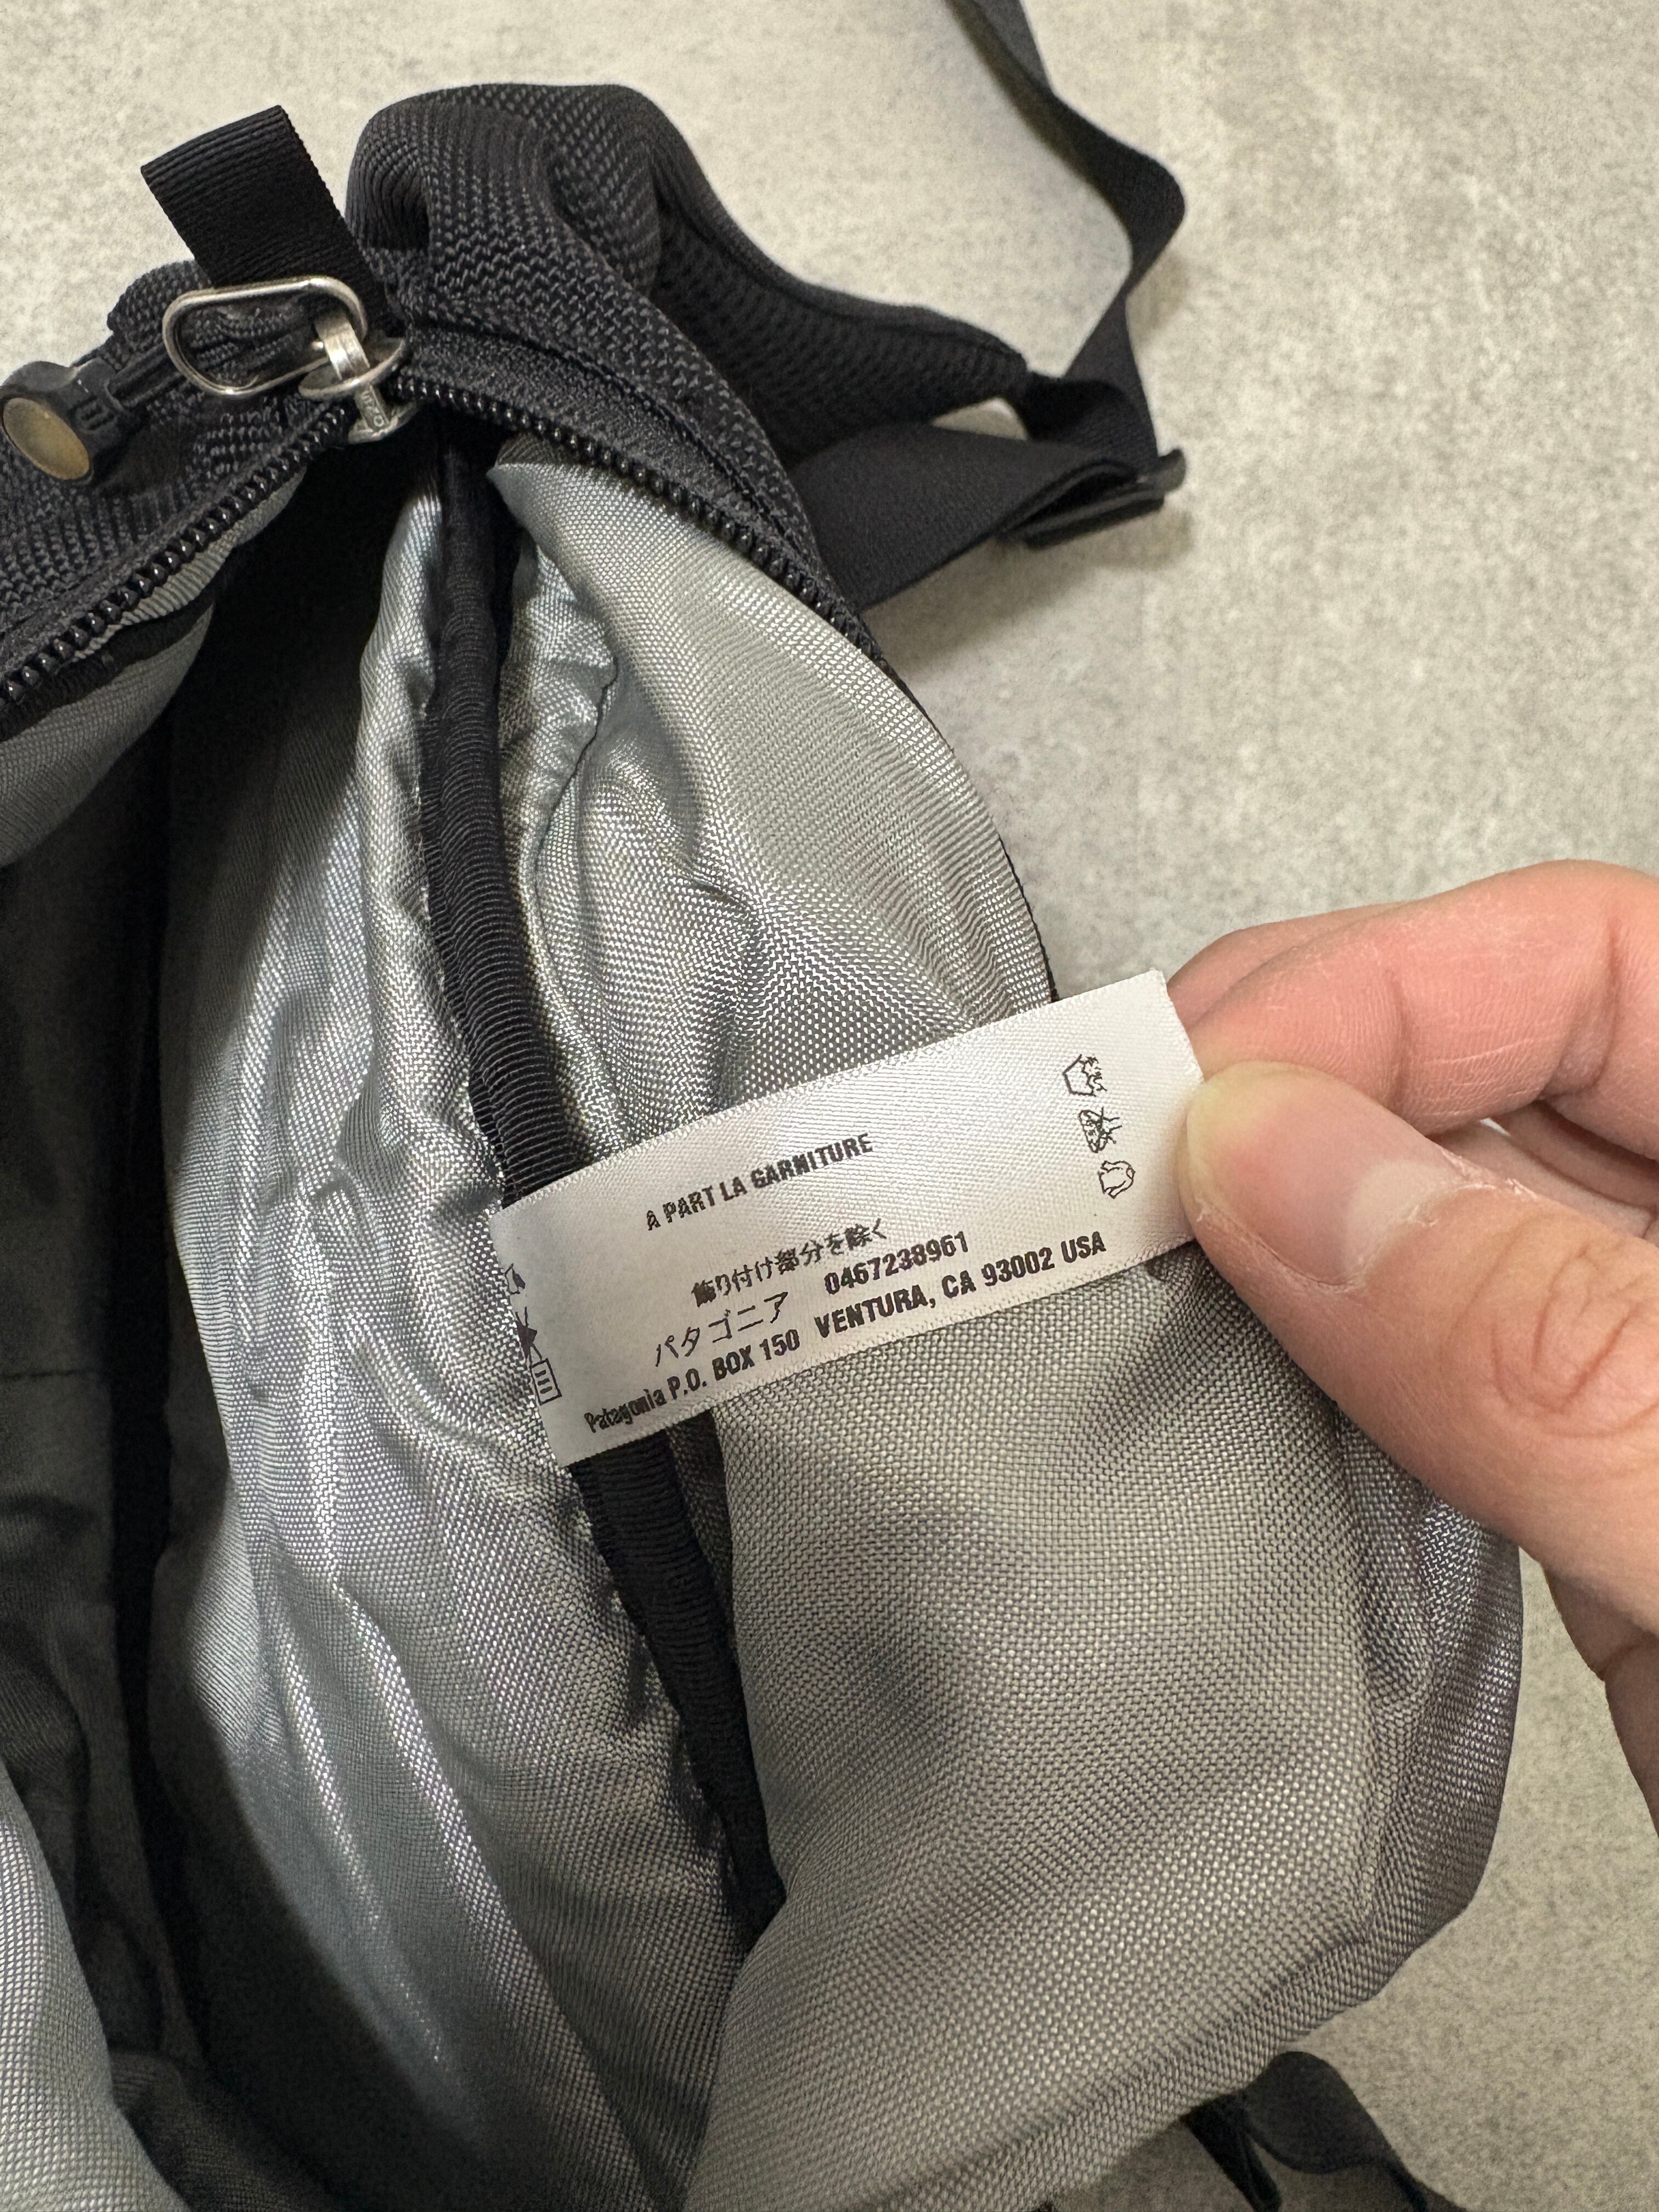 A PART LA GARNITURE
飾り付け部分を除く
パタゴニア 0467238961
Patagonia P.O. BOX 150 VENTURA, CA 93002 USA